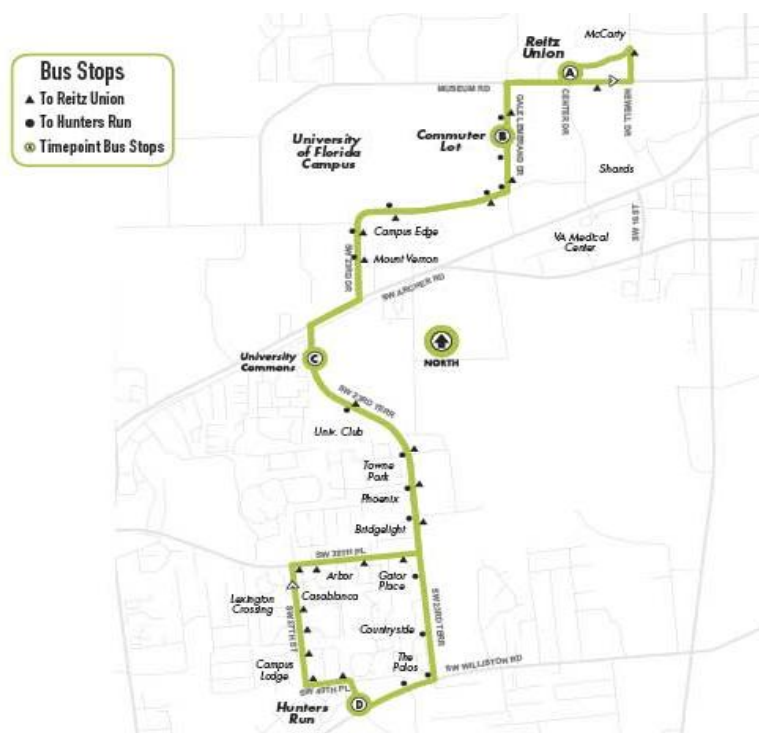 Bus Stops
To Reitz Union
To Hunters Run
A Timepoint Bus Stops
McCarty
Reitz
Union
A
MUSEUM RD
CENTER DR
NEWELL DR
GALE LEMERAND DR
Commuter
Lot
B
University
of Florida
Campus
Shands
SW 16 ST
VA Medical
Center
Campus Edge
Mount Vernon
SW 23RD DR
SW ARCHER RD
University
Commons
C
NORTH
SW 23RD TERR
Univ. Club
Towne
Park
Phoenix
Bridgelight
SW 35TH PL
Arbor
Gator
Place
Casablanca
Lexington
Crossing
SW 27TH ST
SW 23RD TERR
Countryside
The
Palos
SW WILLISTON RD
Campus
Lodge
SW 40TH PL
Hunters
Run
D